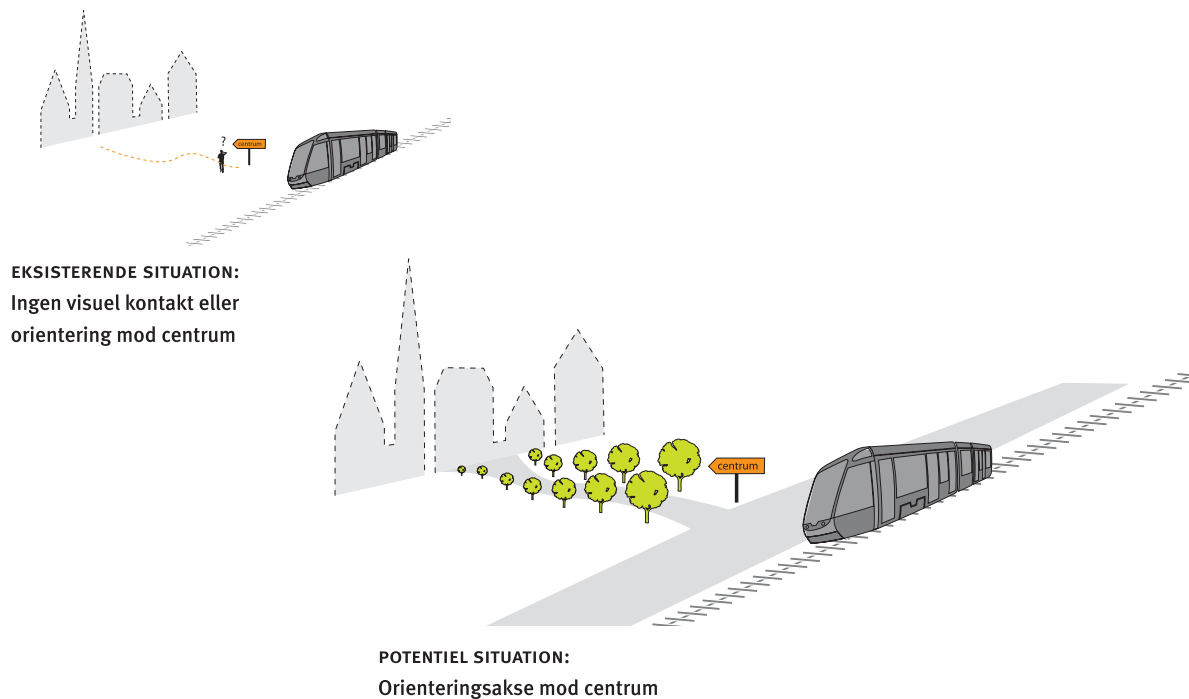 ?
centrum
EKSISTERENDE SITUATION:
Ingen visuel kontakt eller
orientering mod centrum
centrum
POTENTIEL SITUATION:
Orienteringsakse mod centrum